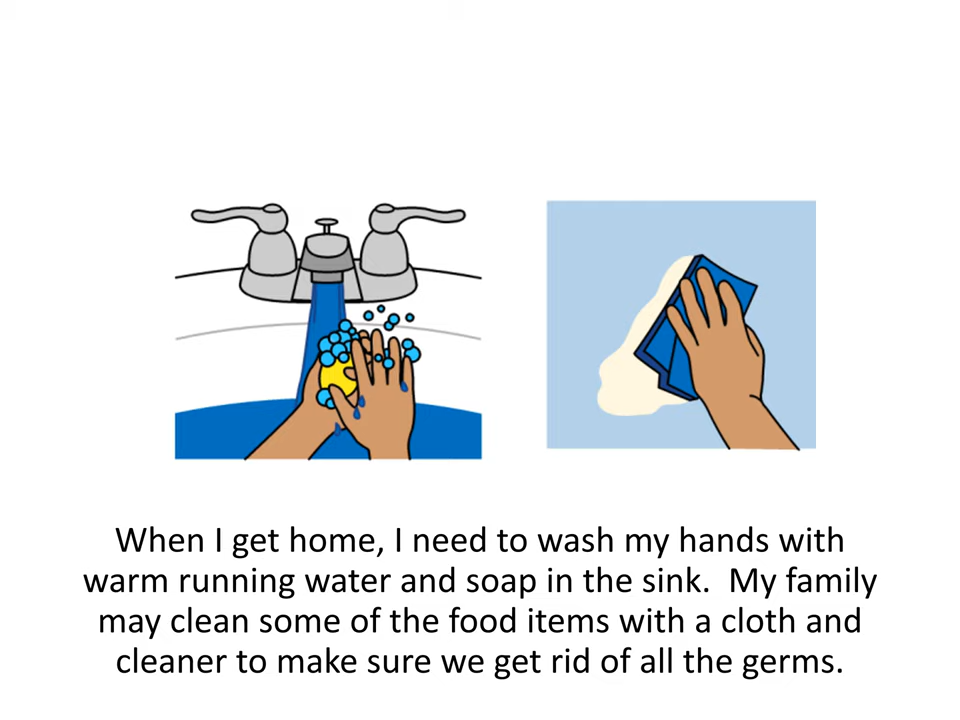 When I get home, I need to wash my hands with
warm running water and soap in the sink.  My family
may clean some of the food items with a cloth and
cleaner to make sure we get rid of all the germs.